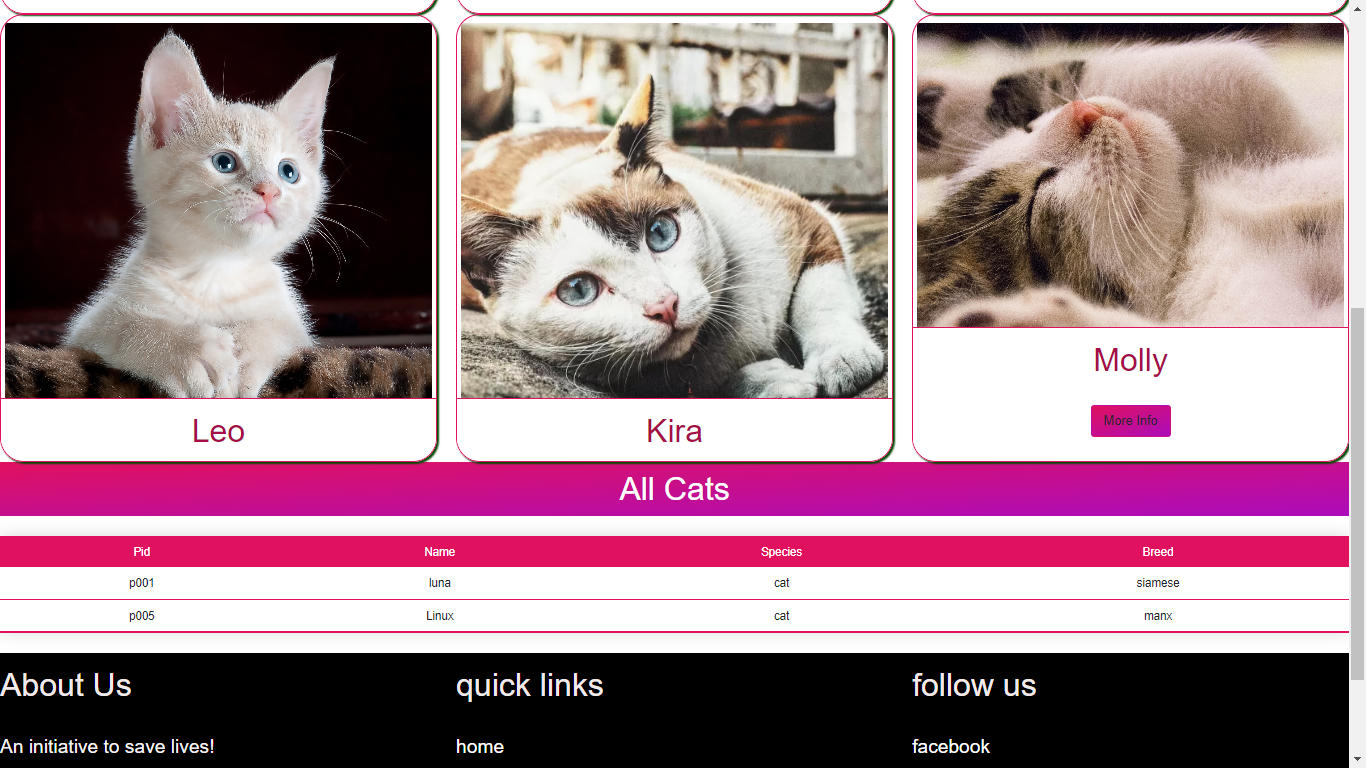 Leo
Kira
Molly
More Info
All Cats
Pid Name Species Breed
p001 luna cat siamese
p005 Linux cat manx
About Us quick links follow us
An initiative to save lives! home facebook